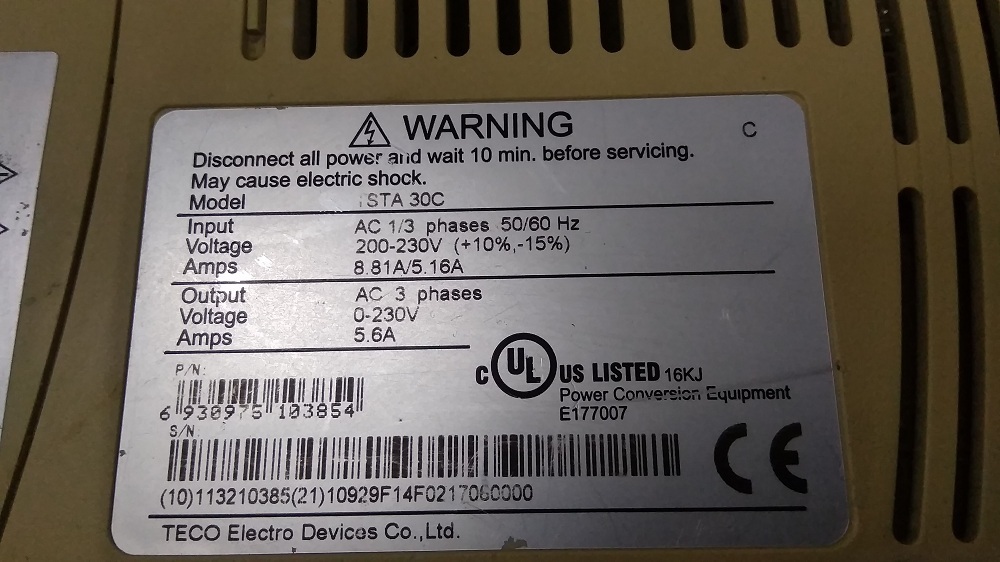 WARNING
C
Disconnect all power and wait 10 min. before servicing.
May cause electric shock.
Model STA 30C
Input AC 1/3 phases 50/60 Hz
Voltage 200-230V (+10%,-15%)
Amps 8.81A/5.16A
Output AC 3 phases
Voltage 0-230V
Amps 5.6A
P/N:
6 930975 103854
c UL US LISTED 16KJ
Power Conversion Equipment
E177007
S/N
(10)113210385(21)10929F14F0217060000
CE
TECO Electro Devices Co.,Ltd.